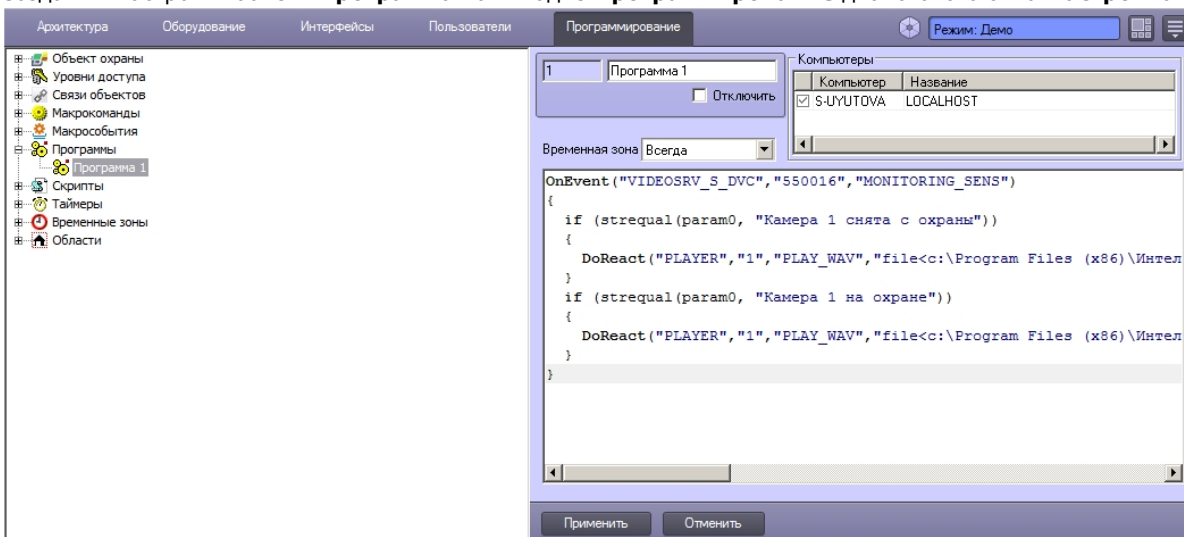 Архитектура Оборудование Интерфейсы Пользователи Программирование Режим: Демо
Объект охраны
Уровни доступа
Связи объектов
Макрокоманды
Макрособытия
Программы
Программа 1
Скрипты
Таймеры
Временные зоны
Области
1 Программа 1
Отключить
Компьютеры
Компьютер Название
S-UYUTOVA LOCALHOST
Временная зона Всегда
OnEvent("VIDEOSRV_S_DVC","550016","MONITORING_SENS")
{
if (strequal(param0, "Камера 1 снята с охраны"))
{
DoReact("PLAYER","1","PLAY_WAV","file<c:\Program Files (x86)\Интел
}
if (strequal(param0, "Камера 1 на охране"))
{
DoReact("PLAYER","1","PLAY_WAV","file<c:\Program Files (x86)\Интел
}
}
Применить Отменить